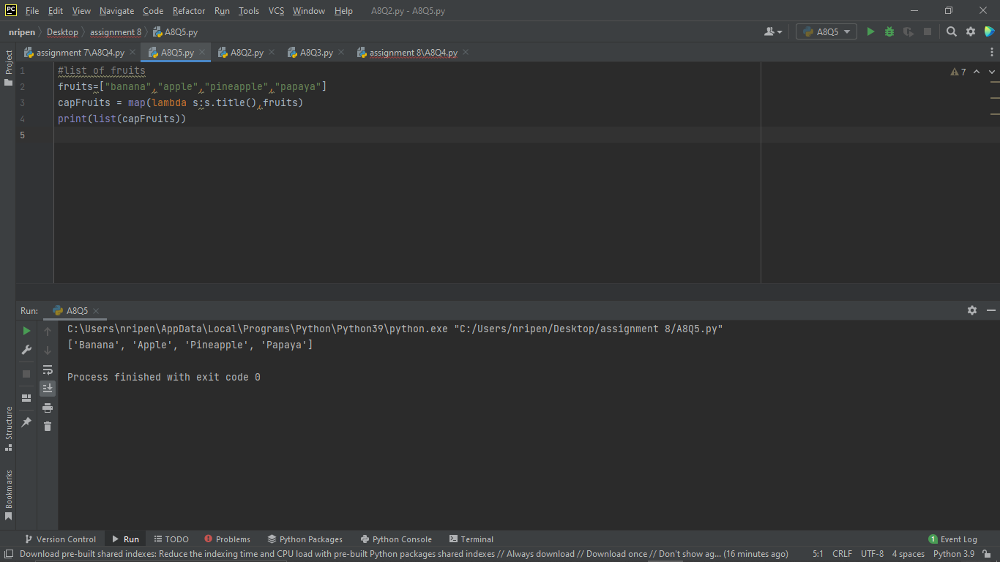 PC File Edit View Navigate Code Refactor Run Tools VCS Window Help A8Q2.py - A8Q5.py
nripen Desktop assignment 8 A8Q5.py A8Q5
assignment 7\A8Q4.py A8Q5.py A8Q2.py A8Q3.py assignment 8\A8Q4.py
Project
1 #list of fruits
7
2 fruits=["banana","apple","pineapple","papaya"]
3 capFruits = map(lambda s:s.title(),fruits)
4 print(list(capFruits))
5
Run: A8Q5
C:\Users\nripen\AppData\Local\Programs\Python\Python39\python.exe "C:/Users/nripen/Desktop/assignment 8/A8Q5.py"
['Banana', 'Apple', 'Pineapple', 'Papaya']
Process finished with exit code 0
Structure
Bookmarks
Version Control Run TODO Problems Python Packages Python Console Terminal 1 Event Log
Download pre-built shared indexes: Reduce the indexing time and CPU load with pre-built Python packages shared indexes // Always download // Download once // Don't show ag... (16 minutes ago) 5:1 CRLF UTF-8 4 spaces Python 3.9